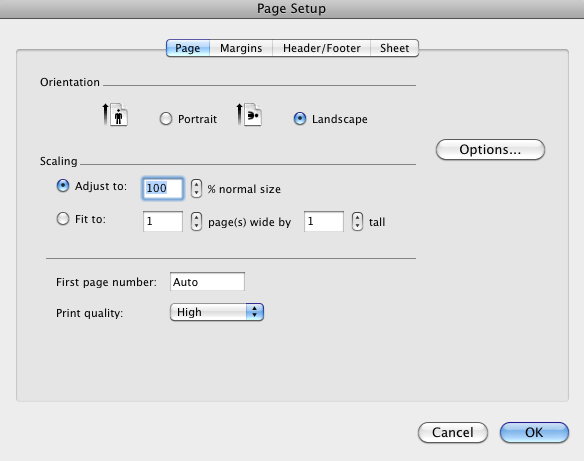 Page Setup
Page Margins Header/Footer Sheet
Orientation
Portrait Landscape
Options...
Scaling
Adjust to: 100 % normal size
Fit to: 1 page(s) wide by 1 tall
First page number: Auto
Print quality: High
Cancel OK